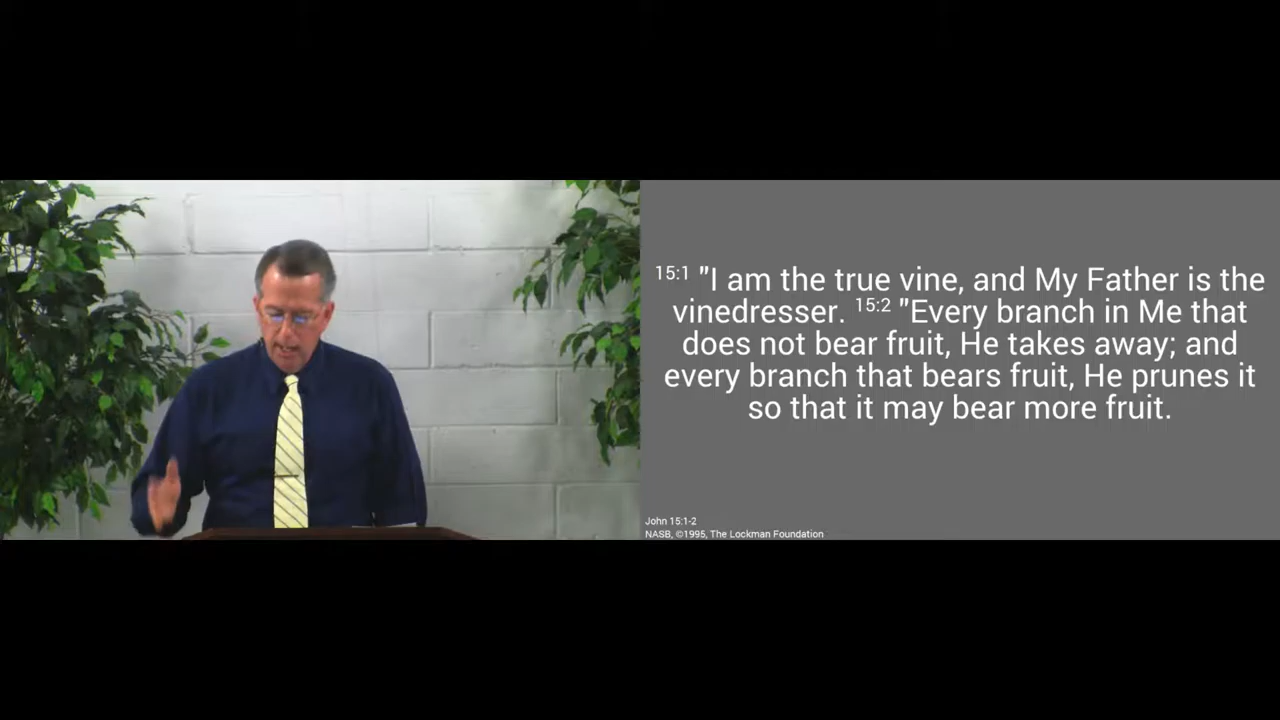 15:1 "I am the true vine, and My Father is the
vinedresser. 15:2 "Every branch in Me that
does not bear fruit, He takes away; and
every branch that bears fruit, He prunes it
so that it may bear more fruit.
John 15:1-2
NASB, ©1995, The Lockman Foundation